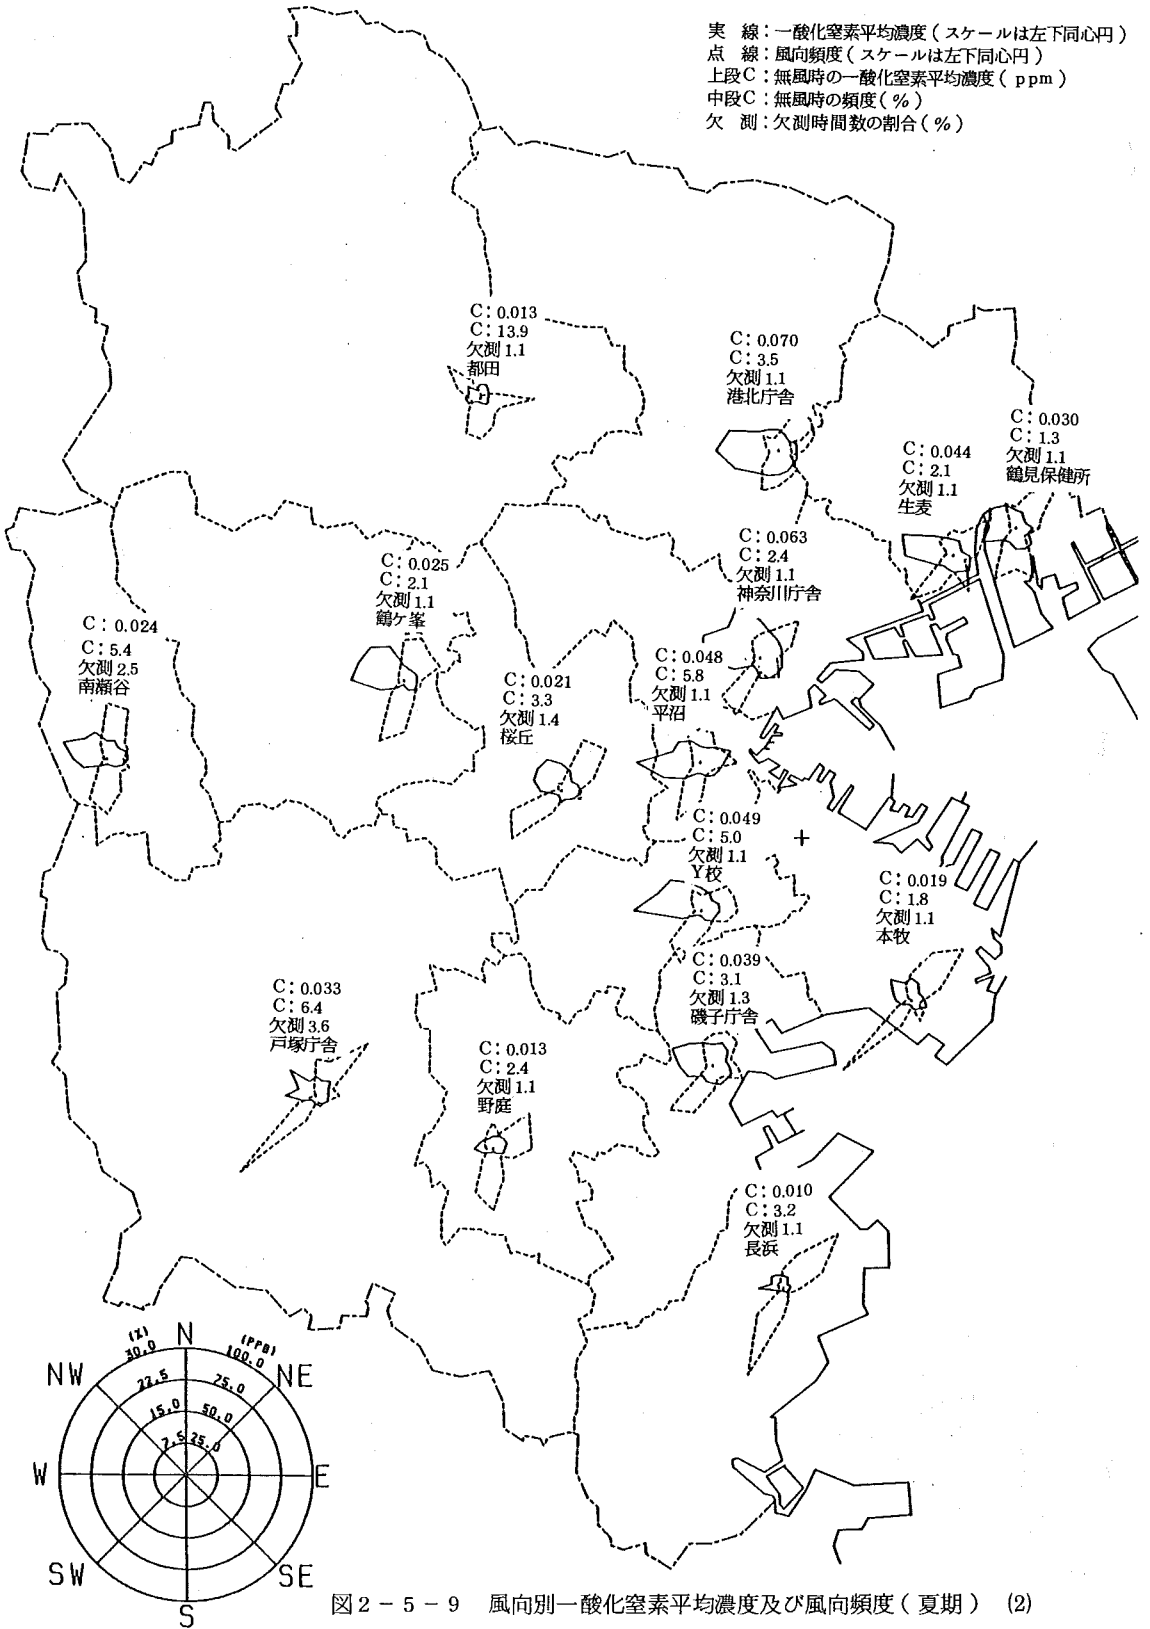 実 線：一酸化窒素平均濃度（スケールは左下同心円）
点 線：風向頻度（スケールは左下同心円）
上段C：無風時の一酸化窒素平均濃度（ppm）
中段C：無風時の頻度（%）
欠 測：欠測時間数の割合（%）
C：0.013
C：13.9
欠測 1.1
都田
C：0.070
C：3.5
欠測 1.1
港北庁舎
C：0.030
C：1.3
欠測 1.1
鶴見保健所
C：0.044
C：2.1
欠測 1.1
生麦
C：0.063
C：2.4
欠測 1.1
神奈川庁舎
C：0.025
C：2.1
欠測 1.1
鶴ケ峯
C：0.024
C：5.4
欠測 2.5
南瀬谷
C：0.048
C：5.8
欠測 1.1
平沼
C：0.021
C：3.3
欠測 1.4
桜丘
C：0.049
C：5.0
欠測 1.1
Y校
C：0.019
C：1.8
欠測 1.1
本牧
C：0.039
C：3.1
欠測 1.3
磯子庁舎
C：0.033
C：6.4
欠測 3.6
戸塚庁舎
C：0.013
C：2.4
欠測 1.1
野庭
C：0.010
C：3.2
欠測 1.1
長浜
(%) N (PPB)
30.0 100.0
NW NE
22.5 75.0
15.0 50.0
7.5 25.0
W E
SW SE
S
図2－5－9 風向別一酸化窒素平均濃度及び風向頻度（夏期） (2)